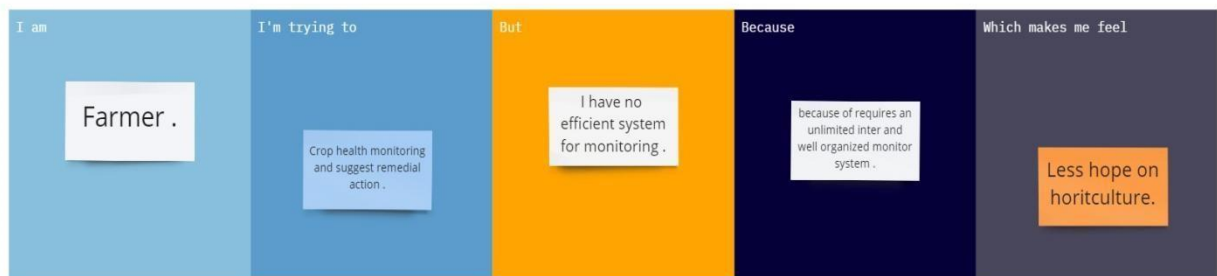 I am
Farmer .
I'm trying to
Crop health monitoring
and suggest remedial
action .
But
I have no
efficient system
for monitoring .
Because
because of requires an
unlimited inter and
well organized monitor
system .
Which makes me feel
Less hope on
horitculture.